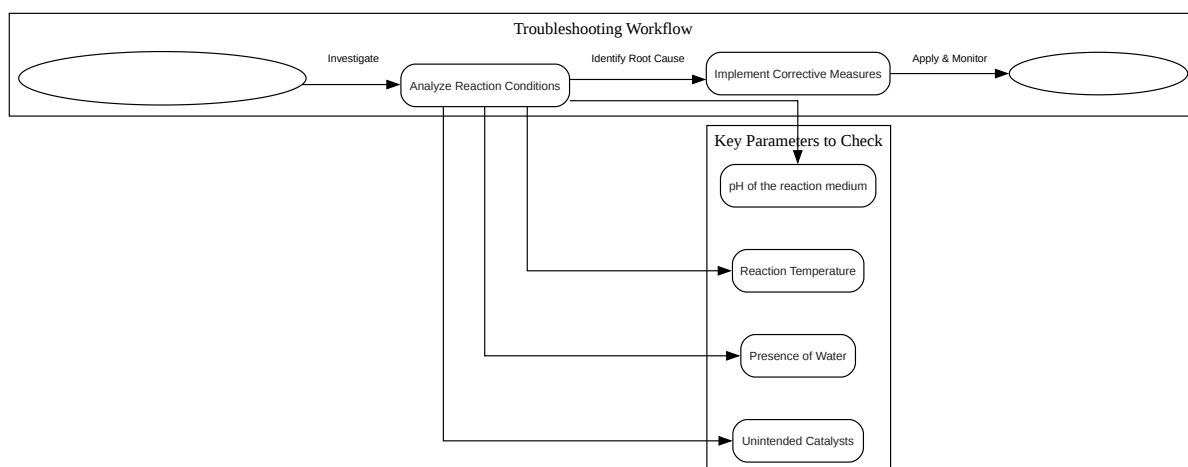 Troubleshooting Workflow
Investigate
Identify Root Cause
Apply & Monitor
Analyze Reaction Conditions
Implement Corrective Measures
Key Parameters to Check
pH of the reaction medium
Reaction Temperature
Presence of Water
Unintended Catalysts